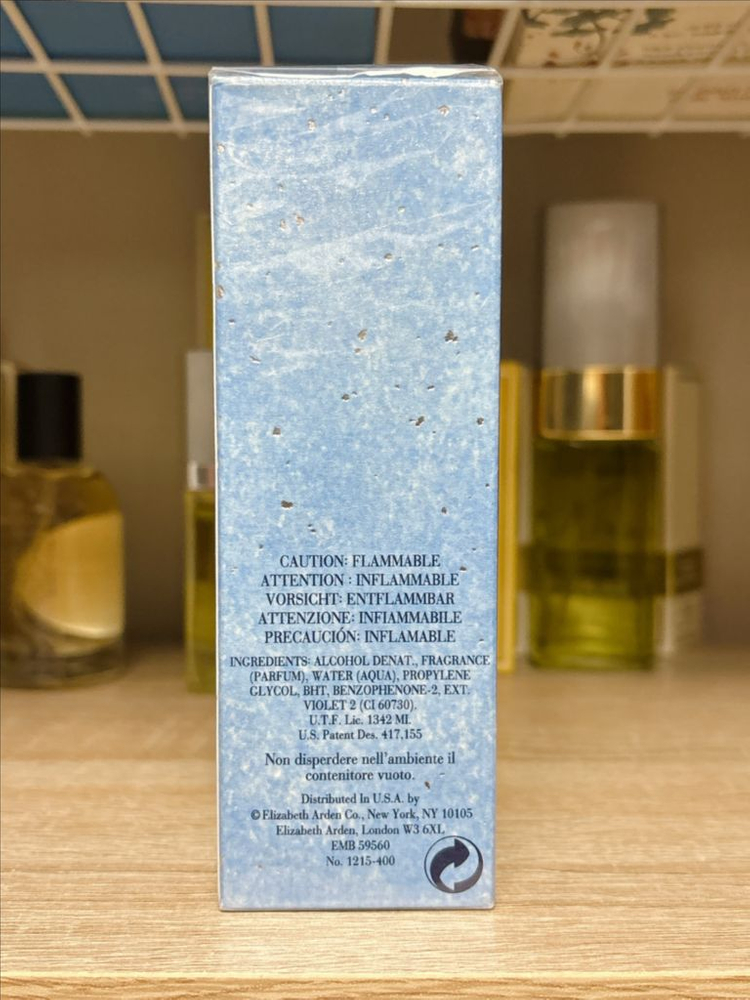 CAUTION: FLAMMABLE
ATTENTION : INFLAMMABLE
VORSICHT: ENTFLAMMBAR
ATTENZIONE: INFIAMMABILE
PRECAUCIÓN: INFLAMABLE
INGREDIENTS: ALCOHOL DENAT., FRAGRANCE
(PARFUM), WATER (AQUA), PROPYLENE
GLYCOL, BHT, BENZOPHENONE-2, EXT.
VIOLET 2 (CI 60730).
U.T.F. Lic. 1342 MI.
U.S. Patent Des. 417,155
Non disperdere nell'ambiente il
contenitore vuoto.
Distributed In U.S.A. by
© Elizabeth Arden Co., New York, NY 10105
Elizabeth Arden, London W3 6XL
EMB 59560
No. 1215-400